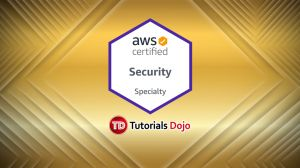 aws
certified
Security
Specialty
TD Tutorials Dojo